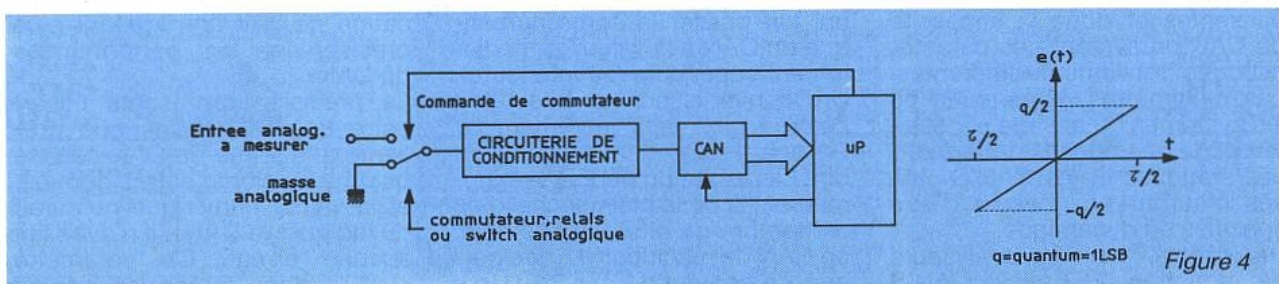 Commande de commutateur
Entree analog.
a mesurer
masse
analogique
commutateur,relais
ou switch analogique
CIRCUITERIE DE
CONDITIONNEMENT
CAN
uP
e(t)
q/2
τ/2
t
τ/2
-q/2
q=quantum=1LSB
Figure 4